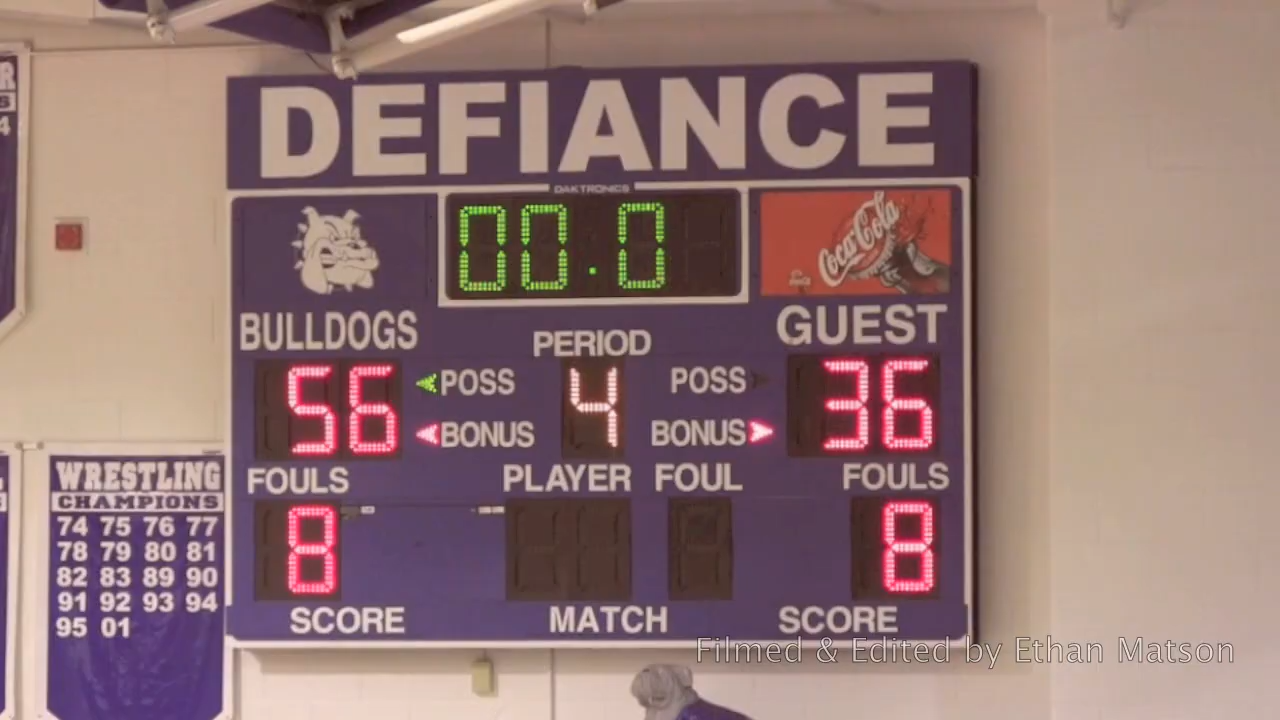 DEFIANCE
DAKTRONICS
00.0
Coca-Cola
BULLDOGS
GUEST
PERIOD
56
POSS
4
POSS
36
BONUS
BONUS
FOULS
PLAYER
FOUL
FOULS
8
8
SCORE
MATCH
SCORE
WRESTLING
CHAMPIONS
74 75 76 77
78 79 80 81
82 83 89 90
91 92 93 94
95 01
R
S
4
Filmed & Edited by Ethan Matson